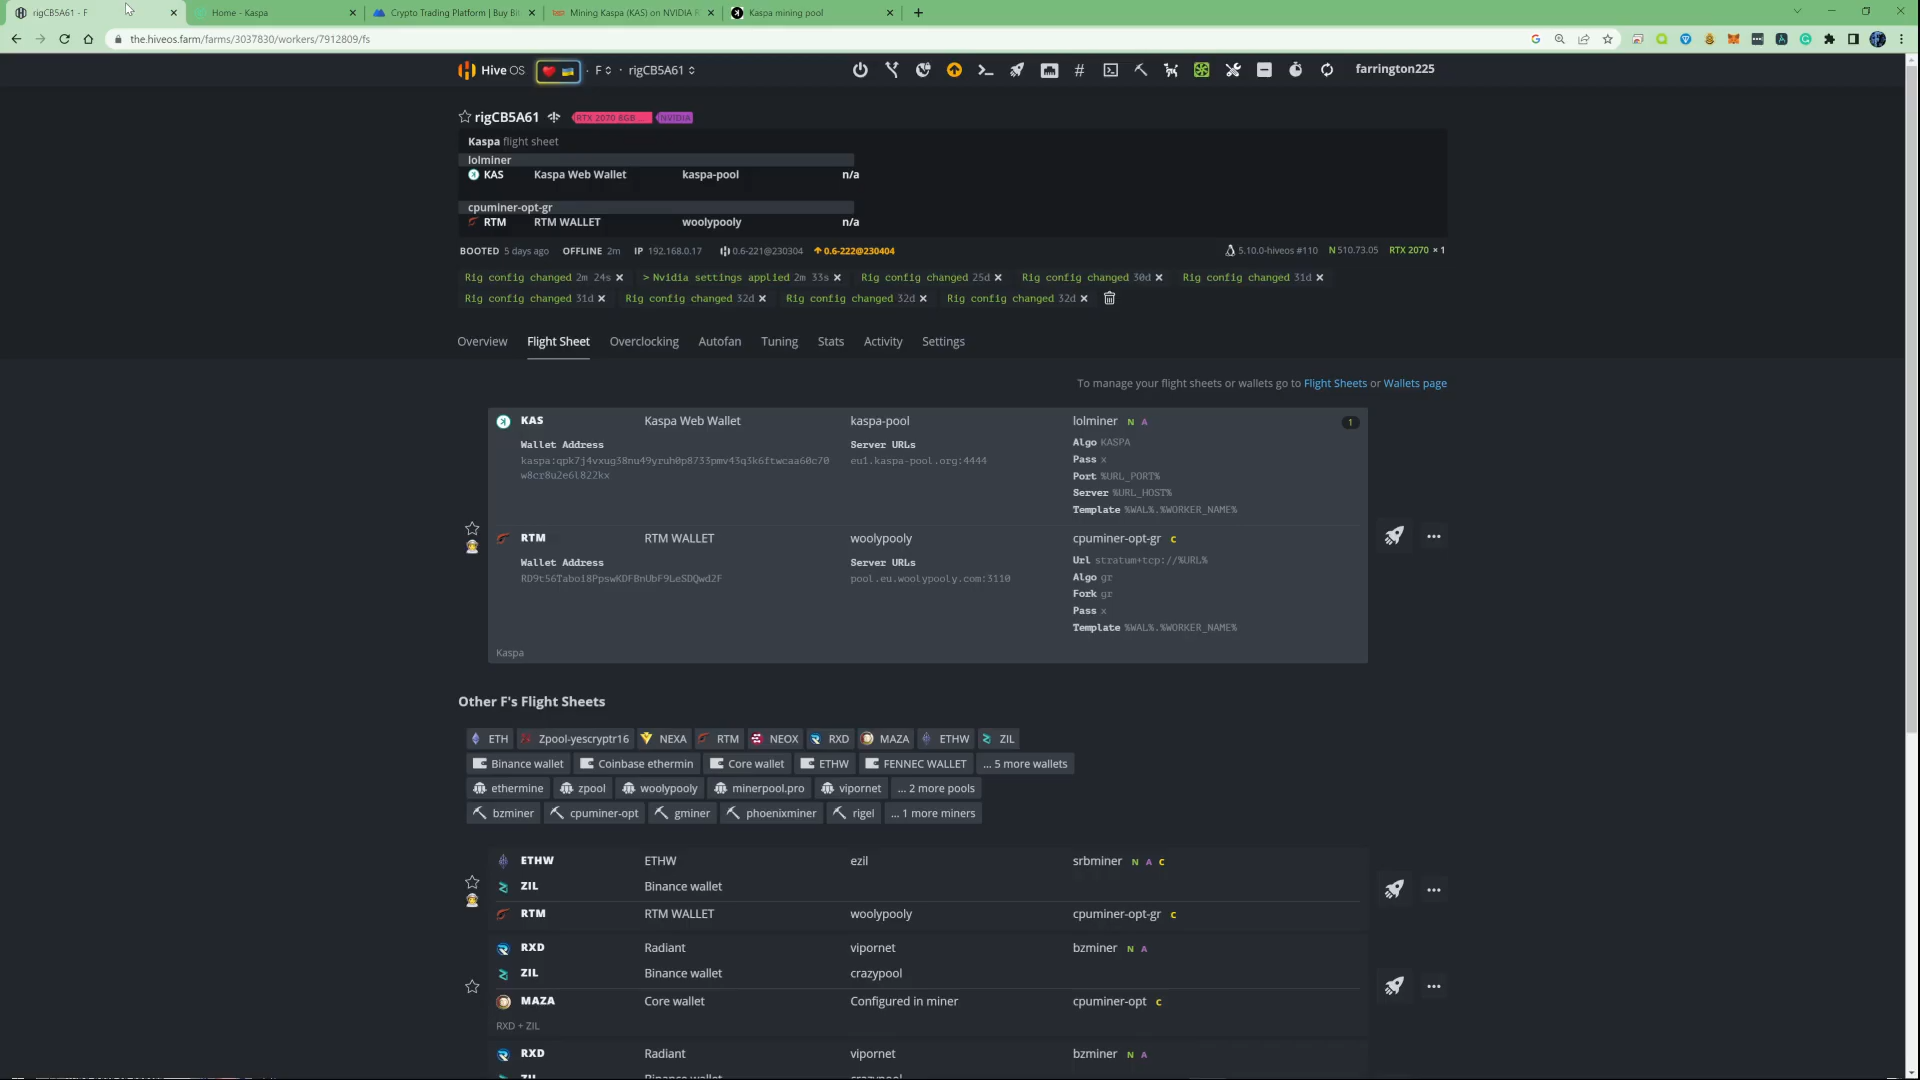 rigCB5A61 - F
Home - Kaspa
Crypto Trading Platform | Buy Bi
Mining Kaspa (KAS) on NVIDIA
Kaspa mining pool
the.hiveos.farm/farms/3037830/workers/7912809/fs
Hive OS F rigCB5A61 farrington225
rigCB5A61 RTX 2070 8GB ... NVIDIA
Kaspa flight sheet
lolminer
KAS Kaspa Web Wallet kaspa-pool n/a
cpuminer-opt-gr
RTM RTM WALLET woolypooly n/a
BOOTED 5 days ago OFFLINE 2m IP 192.168.0.17 0.6-221@230304 0.6-222@230404 5.10.0-hiveos #110 N 510.73.05 RTX 2070 × 1
Rig config changed 2m 24s > Nvidia settings applied 2m 33s Rig config changed 25d Rig config changed 30d Rig config changed 31d
Rig config changed 31d Rig config changed 32d Rig config changed 32d Rig config changed 32d
Overview Flight Sheet Overclocking Autofan Tuning Stats Activity Settings
To manage your flight sheets or wallets go to Flight Sheets or Wallets page
KAS Kaspa Web Wallet kaspa-pool lolminer N A 1
Wallet Address Server URLs Algo KASPA
kaspa:qpk7j4vxug38nu49yruh0p8733pmv43q3k6ftwcaa60c70 eu1.kaspa-pool.org:4444 Pass x
w8cr8u2e6l822kx Port %URL_PORT%
Server %URL_HOST%
Template %WAL%.%WORKER_NAME%
RTM RTM WALLET woolypooly cpuminer-opt-gr C
Wallet Address Server URLs Url stratum+tcp://%URL%
RD9t56Taboi8PpswKDFBnUbF9LeSDQwd2F pool.eu.woolypooly.com:3110 Algo gr
Fork gr
Pass x
Template %WAL%.%WORKER_NAME%
Kaspa
Other F's Flight Sheets
ETH Zpool-yescryptr16 NEXA RTM NEOX RXD MAZA ETHW ZIL
Binance wallet Coinbase ethermin Core wallet ETHW FENNEC WALLET ... 5 more wallets
ethermine zpool woolypooly minerpool.pro vipornet ... 2 more pools
bzminer cpuminer-opt gminer phoenixminer rigel ... 1 more miners
ETHW ETHW ezil srbminer N A C
ZIL Binance wallet
RTM RTM WALLET woolypooly cpuminer-opt-gr C
RXD Radiant vipornet bzminer N A
ZIL Binance wallet crazypool
MAZA Core wallet Configured in miner cpuminer-opt C
RXD + ZIL
RXD Radiant vipornet bzminer N A
ZIL Binance wallet crazypool